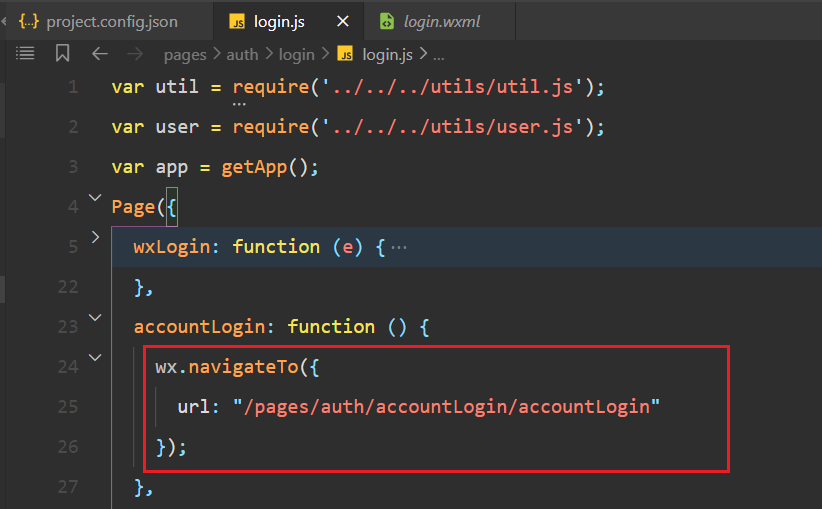 project.config.json login.js login.wxml
pages > auth > login > login.js > ...
1 var util = require('../../../utils/util.js');
2 var user = require('../../../utils/user.js');
3 var app = getApp();
4 Page({
5 wxLogin: function (e) { ···
22 },
23 accountLogin: function () {
24 wx.navigateTo({
25 url: "/pages/auth/accountLogin/accountLogin"
26 });
27 },